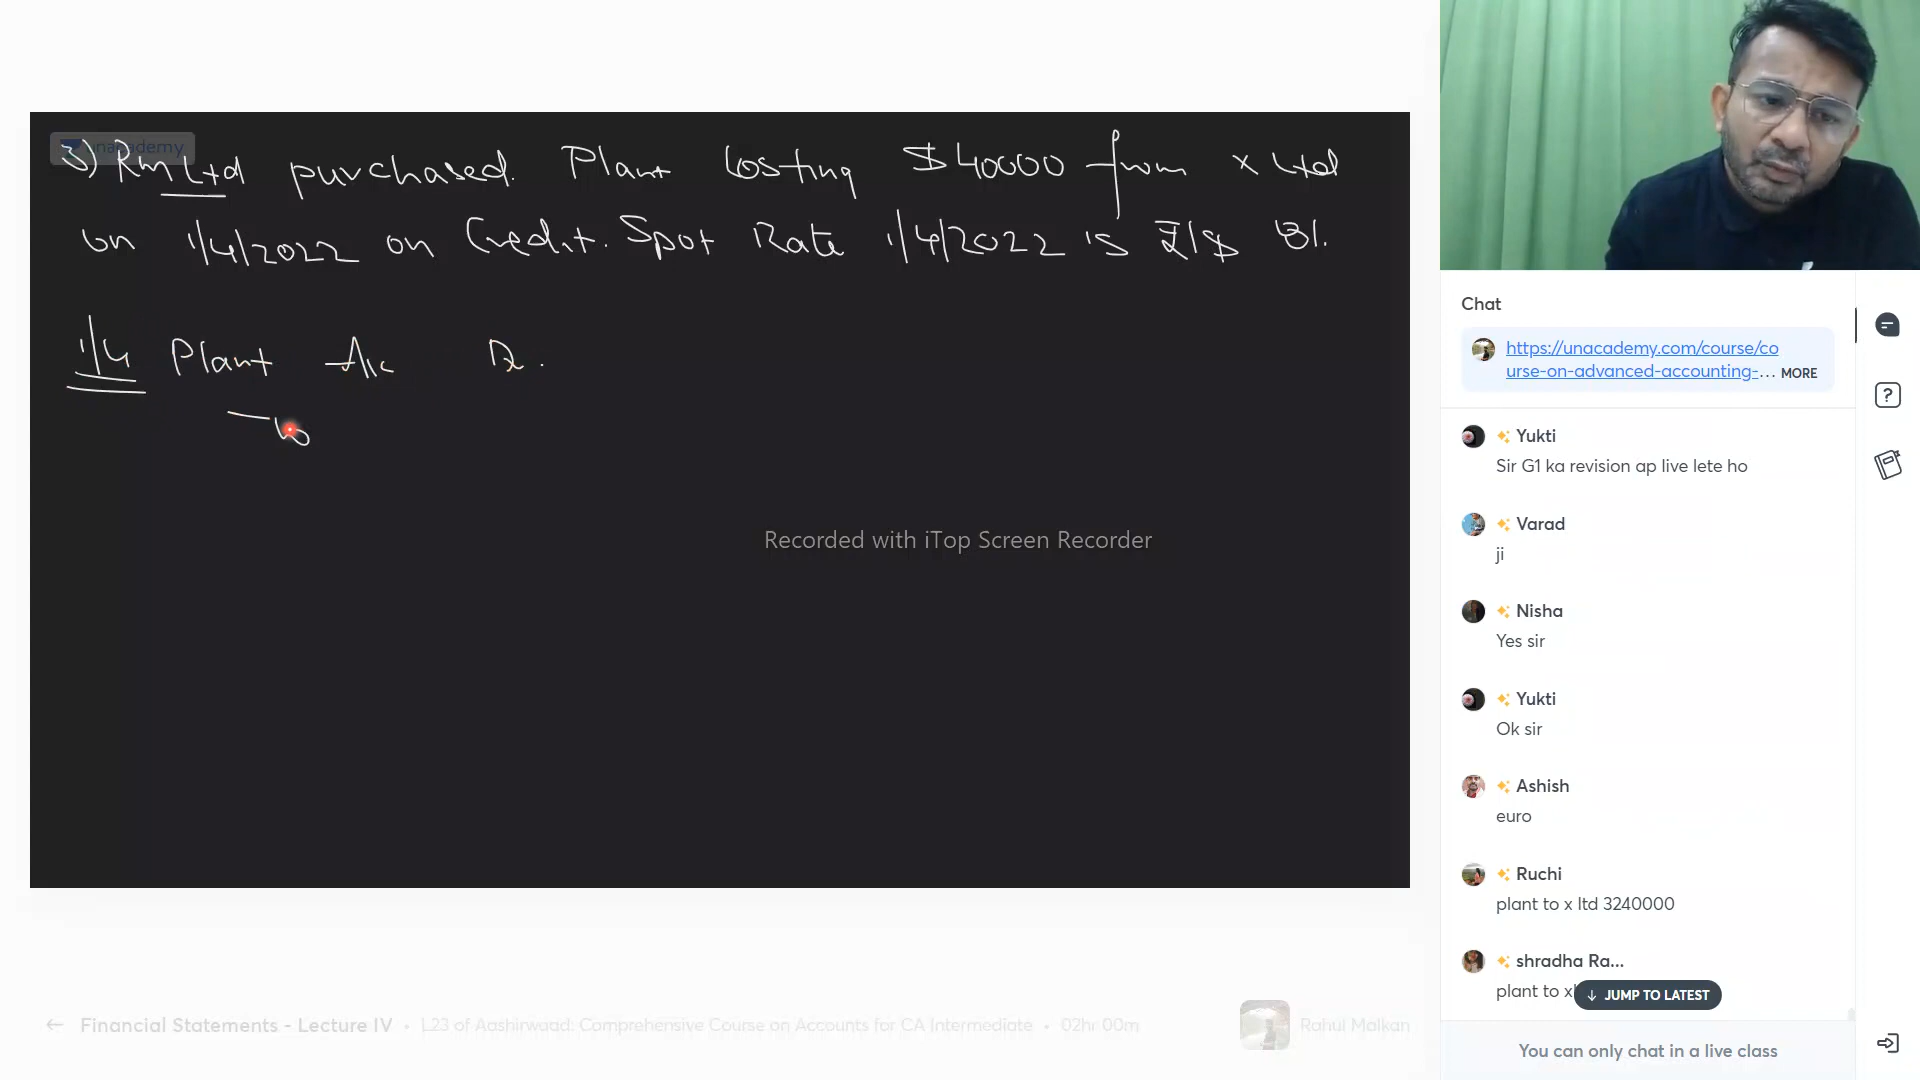 unacademy
3) Rm Ltd purchased. Plant Costing $40000 from X Ltd
on 1/4/2022 on Credit. Spot Rate 1/4/2022 is ₹/$ 81.
1/4 Plant A/c Dr.
To
Recorded with iTop Screen Recorder
← Financial Statements - Lecture IV • L23 of Aashirwaad: Comprehensive Course on Accounts for CA Intermediate • 02hr 00m
Rahul Malkan
Chat
https://unacademy.com/course/co
urse-on-advanced-accounting-... MORE
Yukti
Sir G1 ka revision ap live lete ho
Varad
ji
Nisha
Yes sir
Yukti
Ok sir
Ashish
euro
Ruchi
plant to x ltd 3240000
shradha Ra...
plant to xl
↓ JUMP TO LATEST
You can only chat in a live class
?